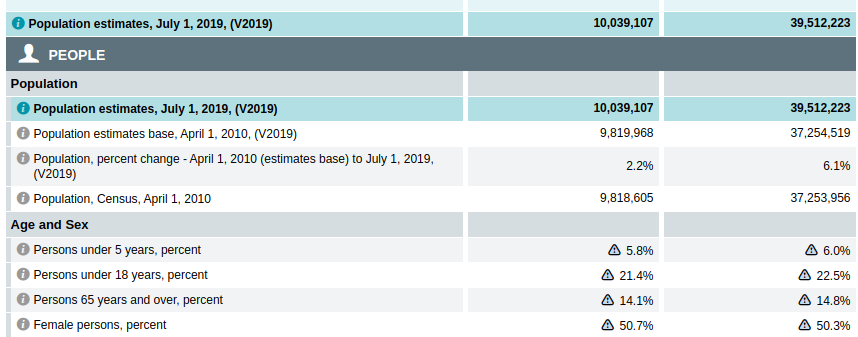 Population estimates, July 1, 2019, (V2019) 10,039,107 39,512,223
PEOPLE
Population
Population estimates, July 1, 2019, (V2019) 10,039,107 39,512,223
Population estimates base, April 1, 2010, (V2019) 9,819,968 37,254,519
Population, percent change - April 1, 2010 (estimates base) to July 1, 2019,
(V2019) 2.2% 6.1%
Population, Census, April 1, 2010 9,818,605 37,253,956
Age and Sex
Persons under 5 years, percent 5.8% 6.0%
Persons under 18 years, percent 21.4% 22.5%
Persons 65 years and over, percent 14.1% 14.8%
Female persons, percent 50.7% 50.3%